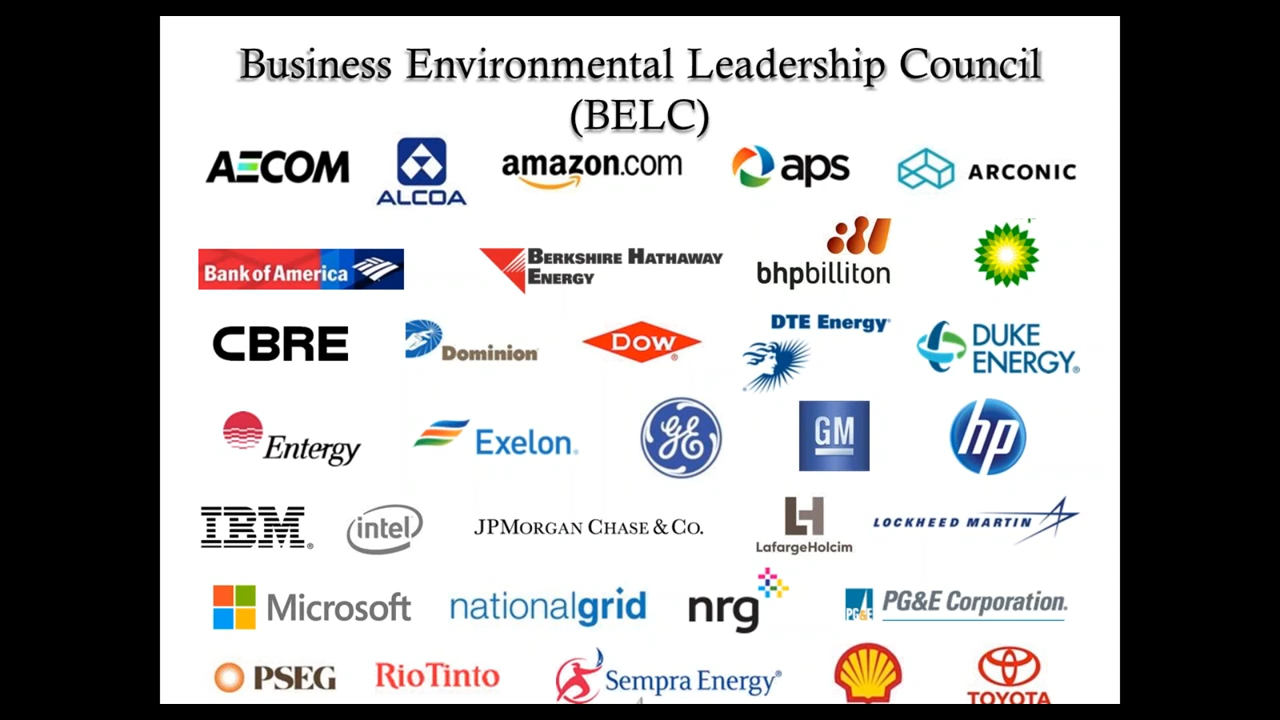 Business Environmental Leadership Council
(BELC)
AECOM
ALCOA
amazon.com
aps
ARCONIC
Bank of America
BERKSHIRE HATHAWAY
ENERGY
bhpbilliton
CBRE
Dominion
Dow
DTE Energy®
DUKE
ENERGY®
Entergy
Exelon
GE
GM
hp
IBM®
intel
JPMORGAN CHASE & CO.
LafargeHolcim
LOCKHEED MARTIN
Microsoft
nationalgrid
nrg
PG&E
PG&E Corporation.
PSEG
RioTinto
Sempra Energy®
TOYOTA